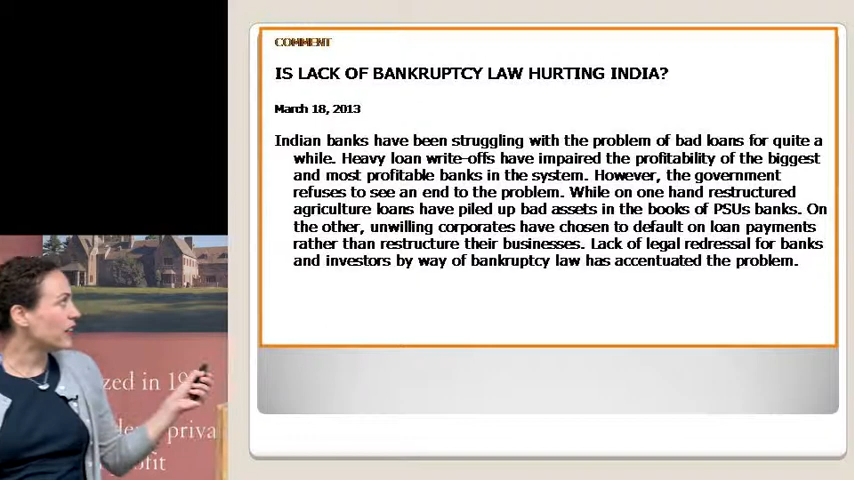 COMMENT
IS LACK OF BANKRUPTCY LAW HURTING INDIA?
March 18, 2013
Indian banks have been struggling with the problem of bad loans for quite a
while. Heavy loan write-offs have impaired the profitability of the biggest
and most profitable banks in the system. However, the government
refuses to see an end to the problem. While on one hand restructured
agriculture loans have piled up bad assets in the books of PSUs banks. On
the other, unwilling corporates have chosen to default on loan payments
rather than restructure their businesses. Lack of legal redressal for banks
and investors by way of bankruptcy law has accentuated the problem.
zed in 19
priva